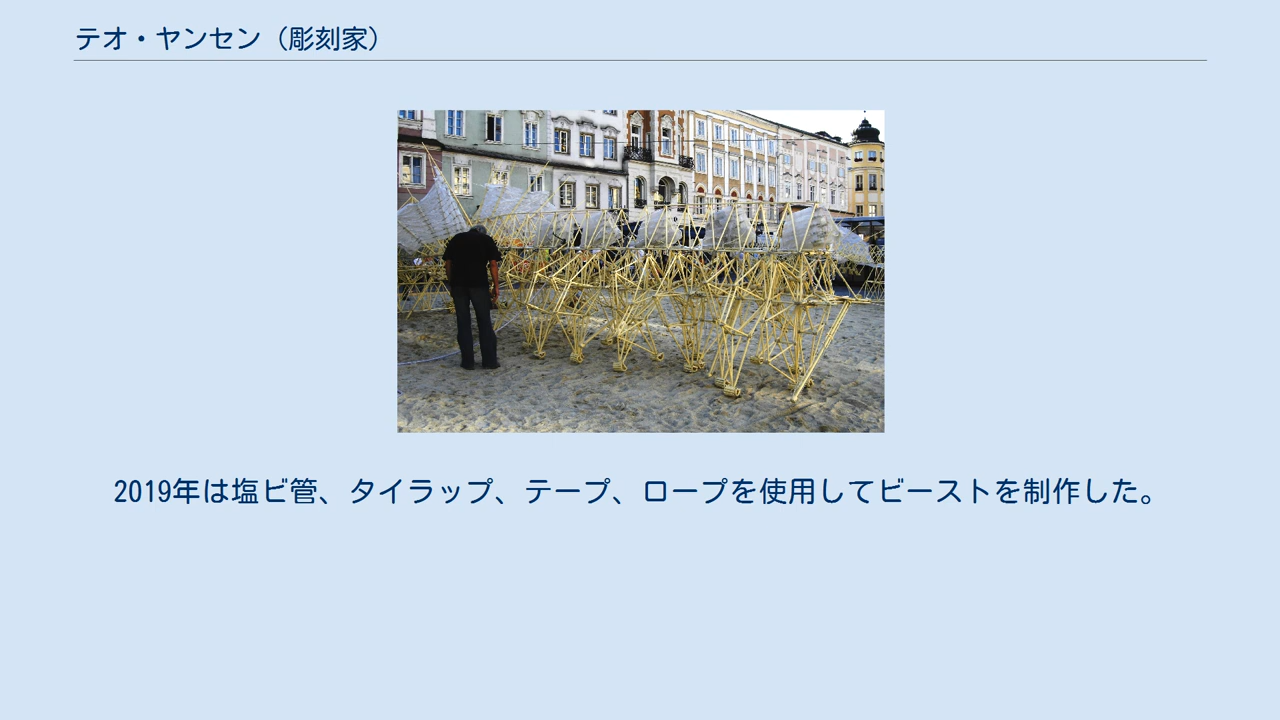 テオ・ヤンセン（彫刻家）
2019年は塩ビ管、タイラップ、テープ、ロープを使用してビーストを制作した。